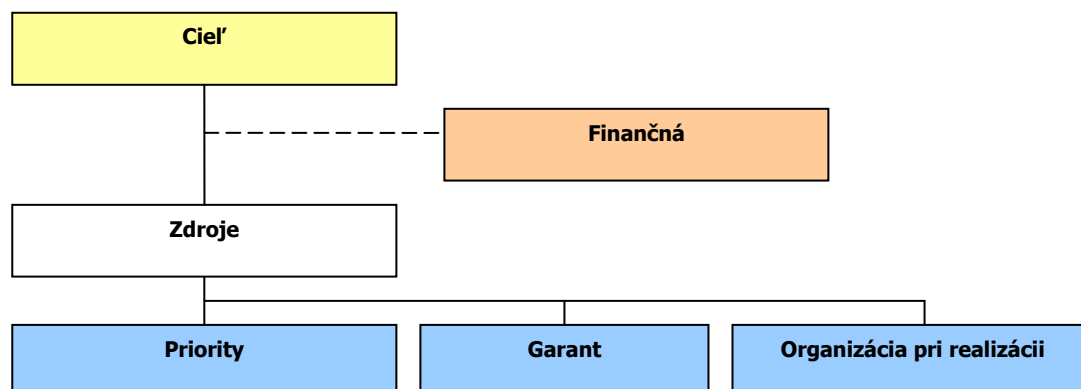 Cieľ
Finančná
Zdroje
Priority
Garant
Organizácia pri realizácii